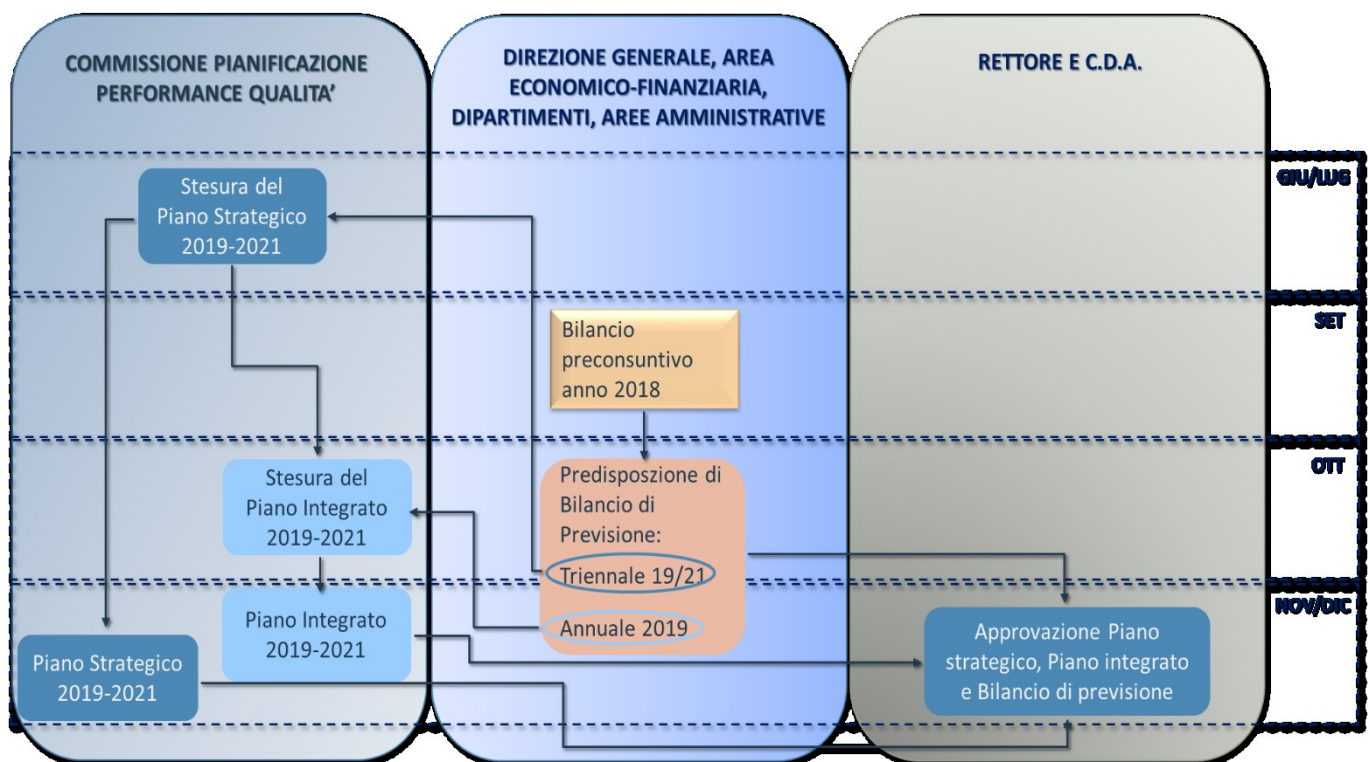 COMMISSIONE PIANIFICAZIONE
PERFORMANCE QUALITA'
DIREZIONE GENERALE, AREA
ECONOMICO-FINANZIARIA,
DIPARTIMENTI, AREE AMMINISTRATIVE
RETTORE E C.D.A.
GIU/LUG
Stesura del
Piano Strategico
2019-2021
SET
Bilancio
preconsuntivo
anno 2018
OTT
Stesura del
Piano Integrato
2019-2021
Predisposzione di
Bilancio di
Previsione:
Triennale 19/21
Annuale 2019
NOV/DIC
Piano Integrato
2019-2021
Piano Strategico
2019-2021
Approvazione Piano
strategico, Piano integrato
e Bilancio di previsione